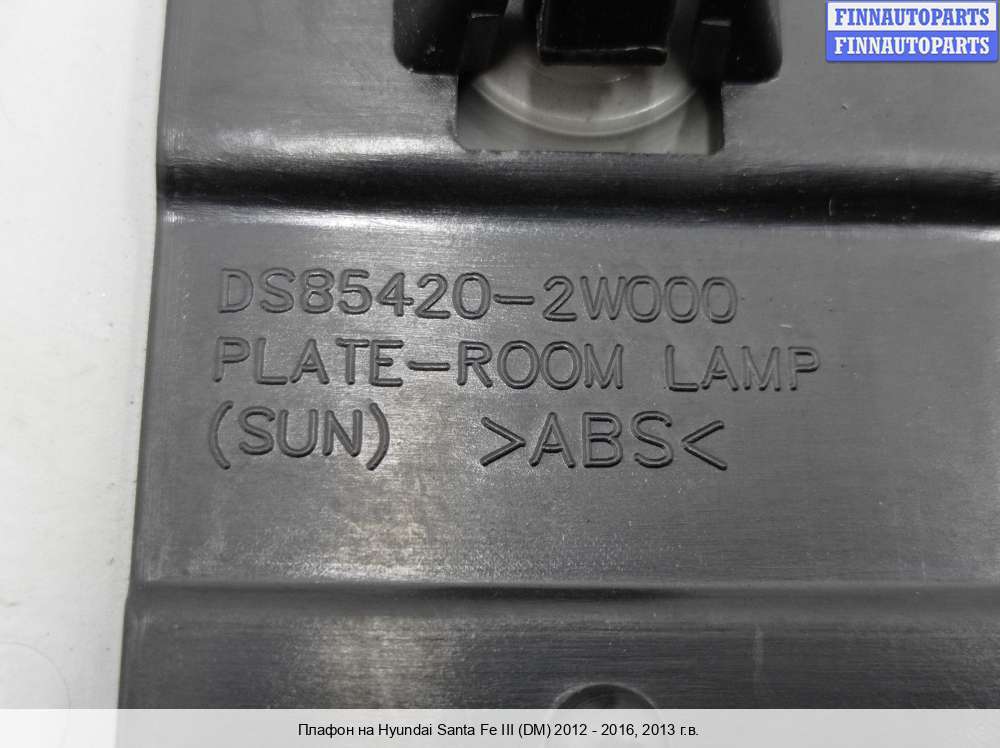 FINNAUTOPARTS
FINNAUTOPARTS
DS85420-2W000
PLATE-ROOM LAMP
(SUN) >ABS<
Плафон на Hyundai Santa Fe III (DM) 2012 - 2016, 2013 г.в.